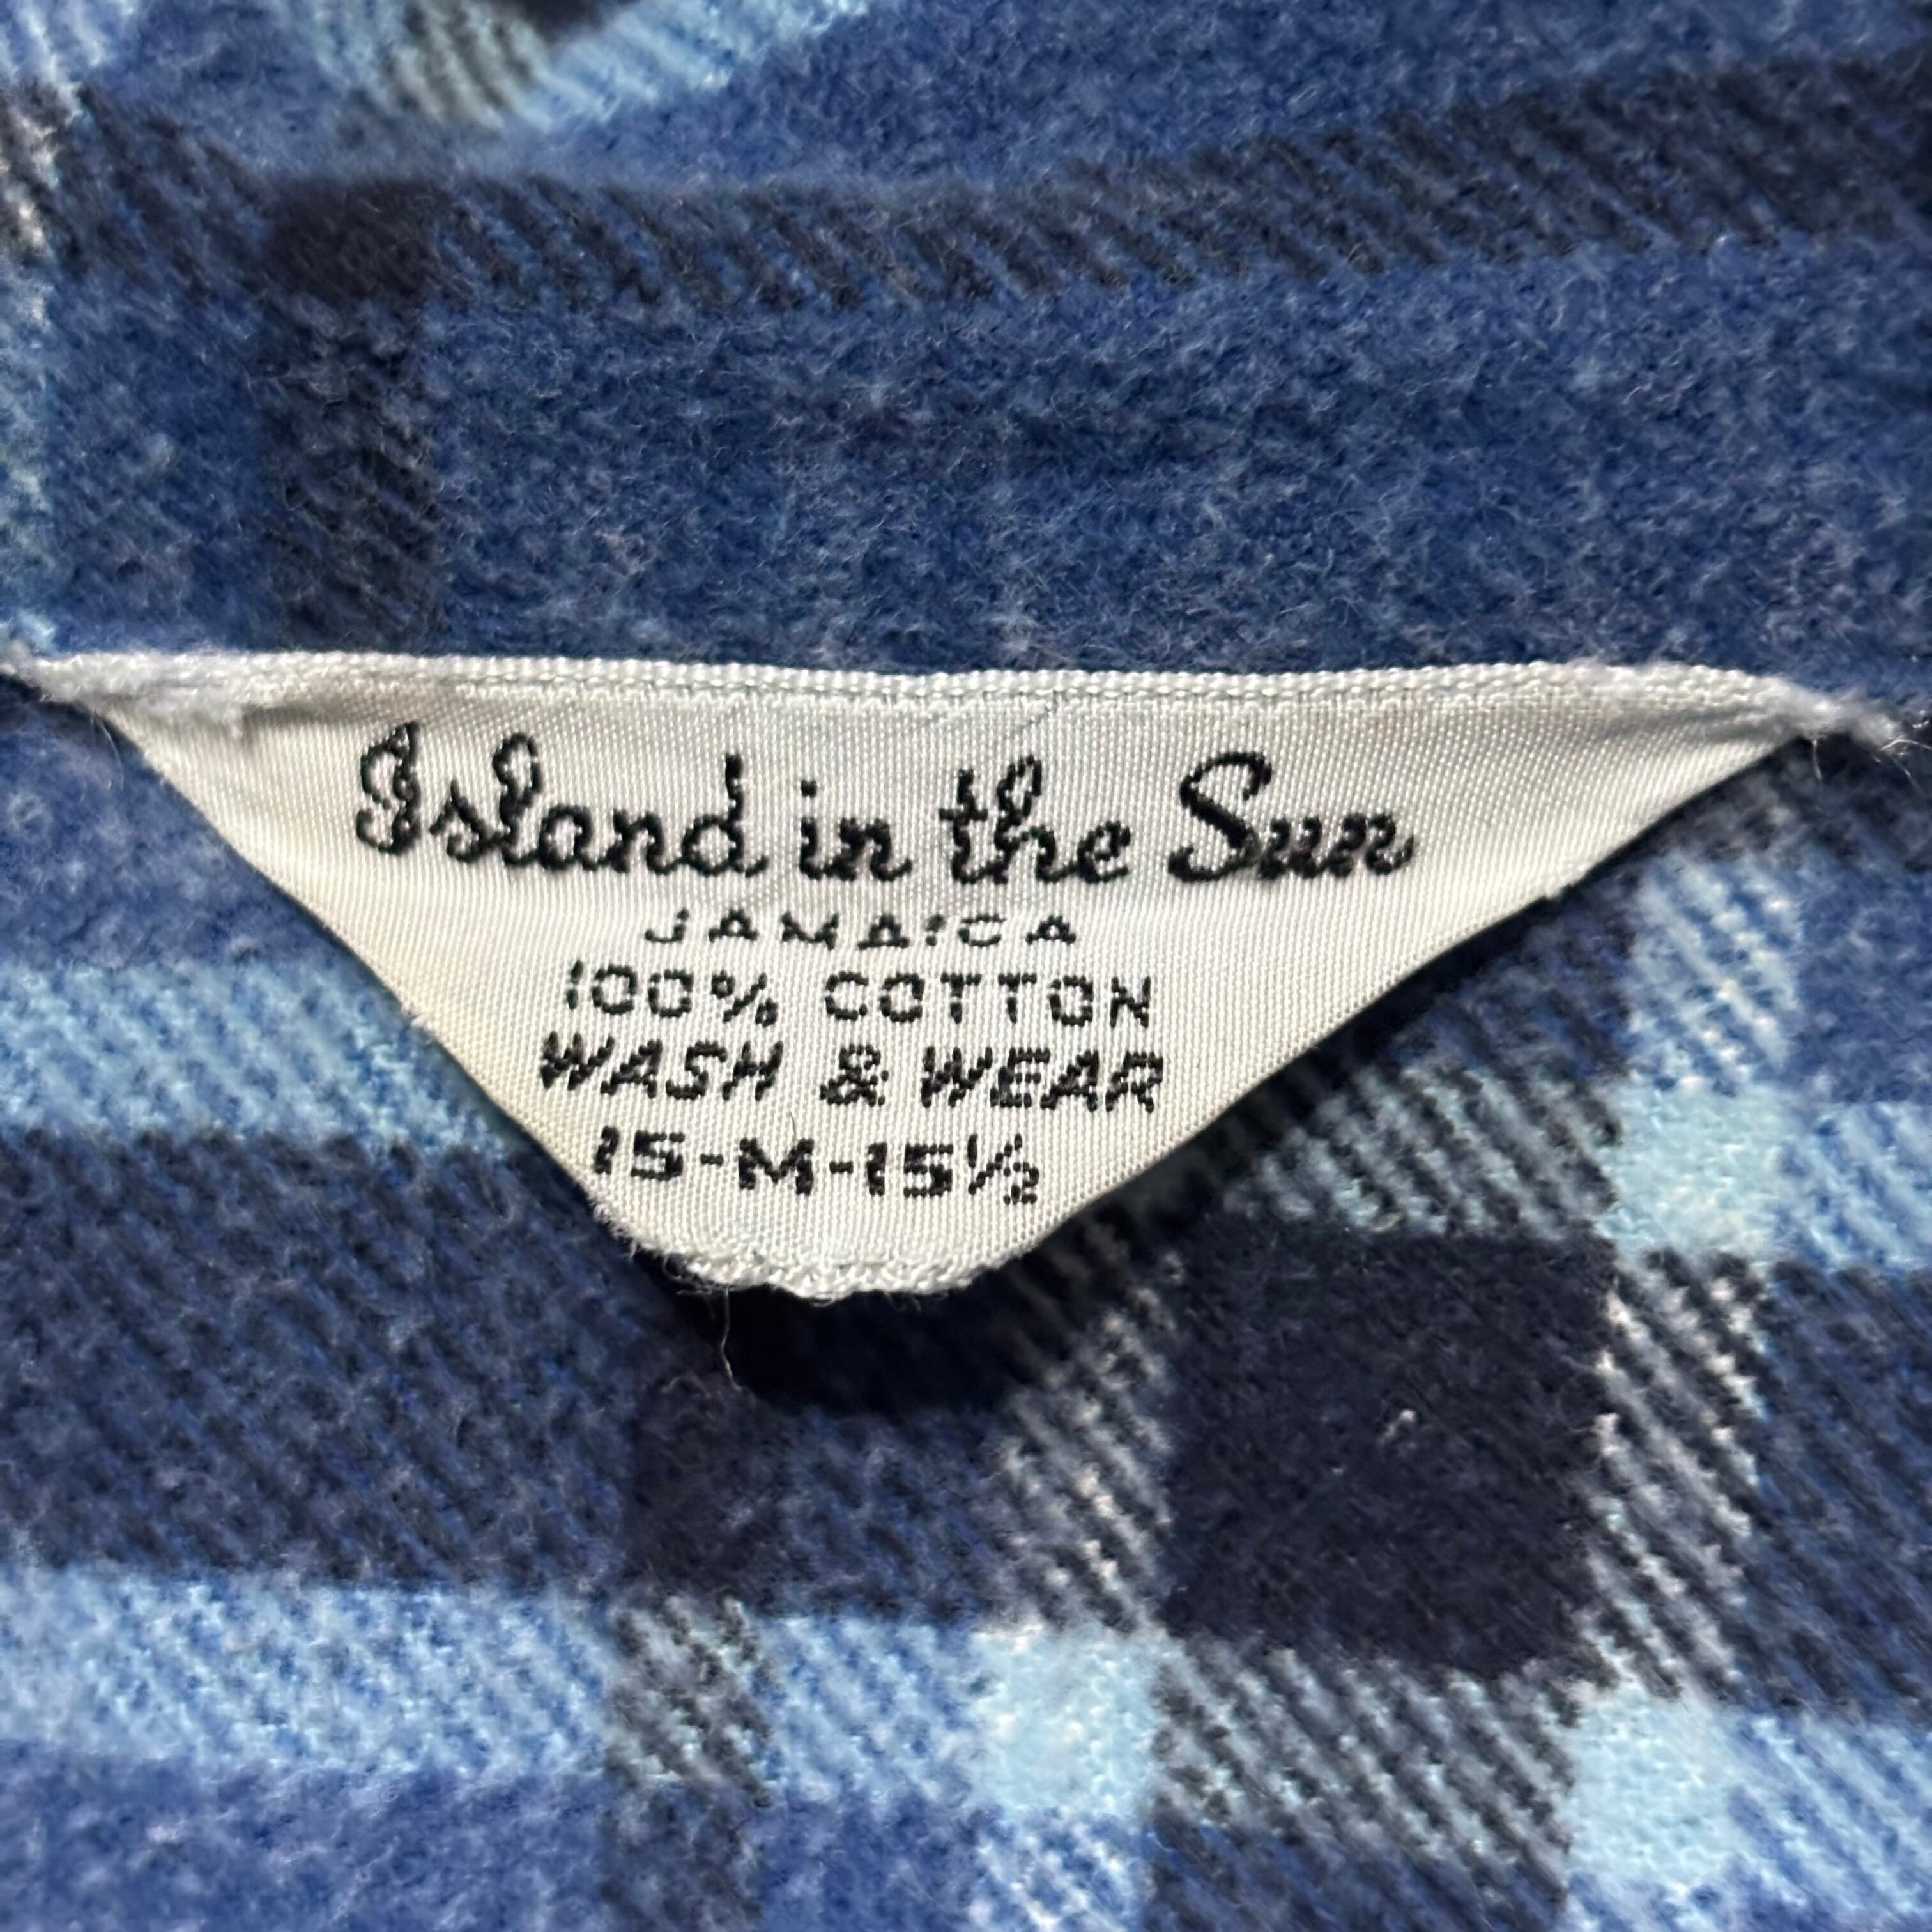 Island in the Sun
JAMAICA
100% COTTON
WASH & WEAR
15-M-15½